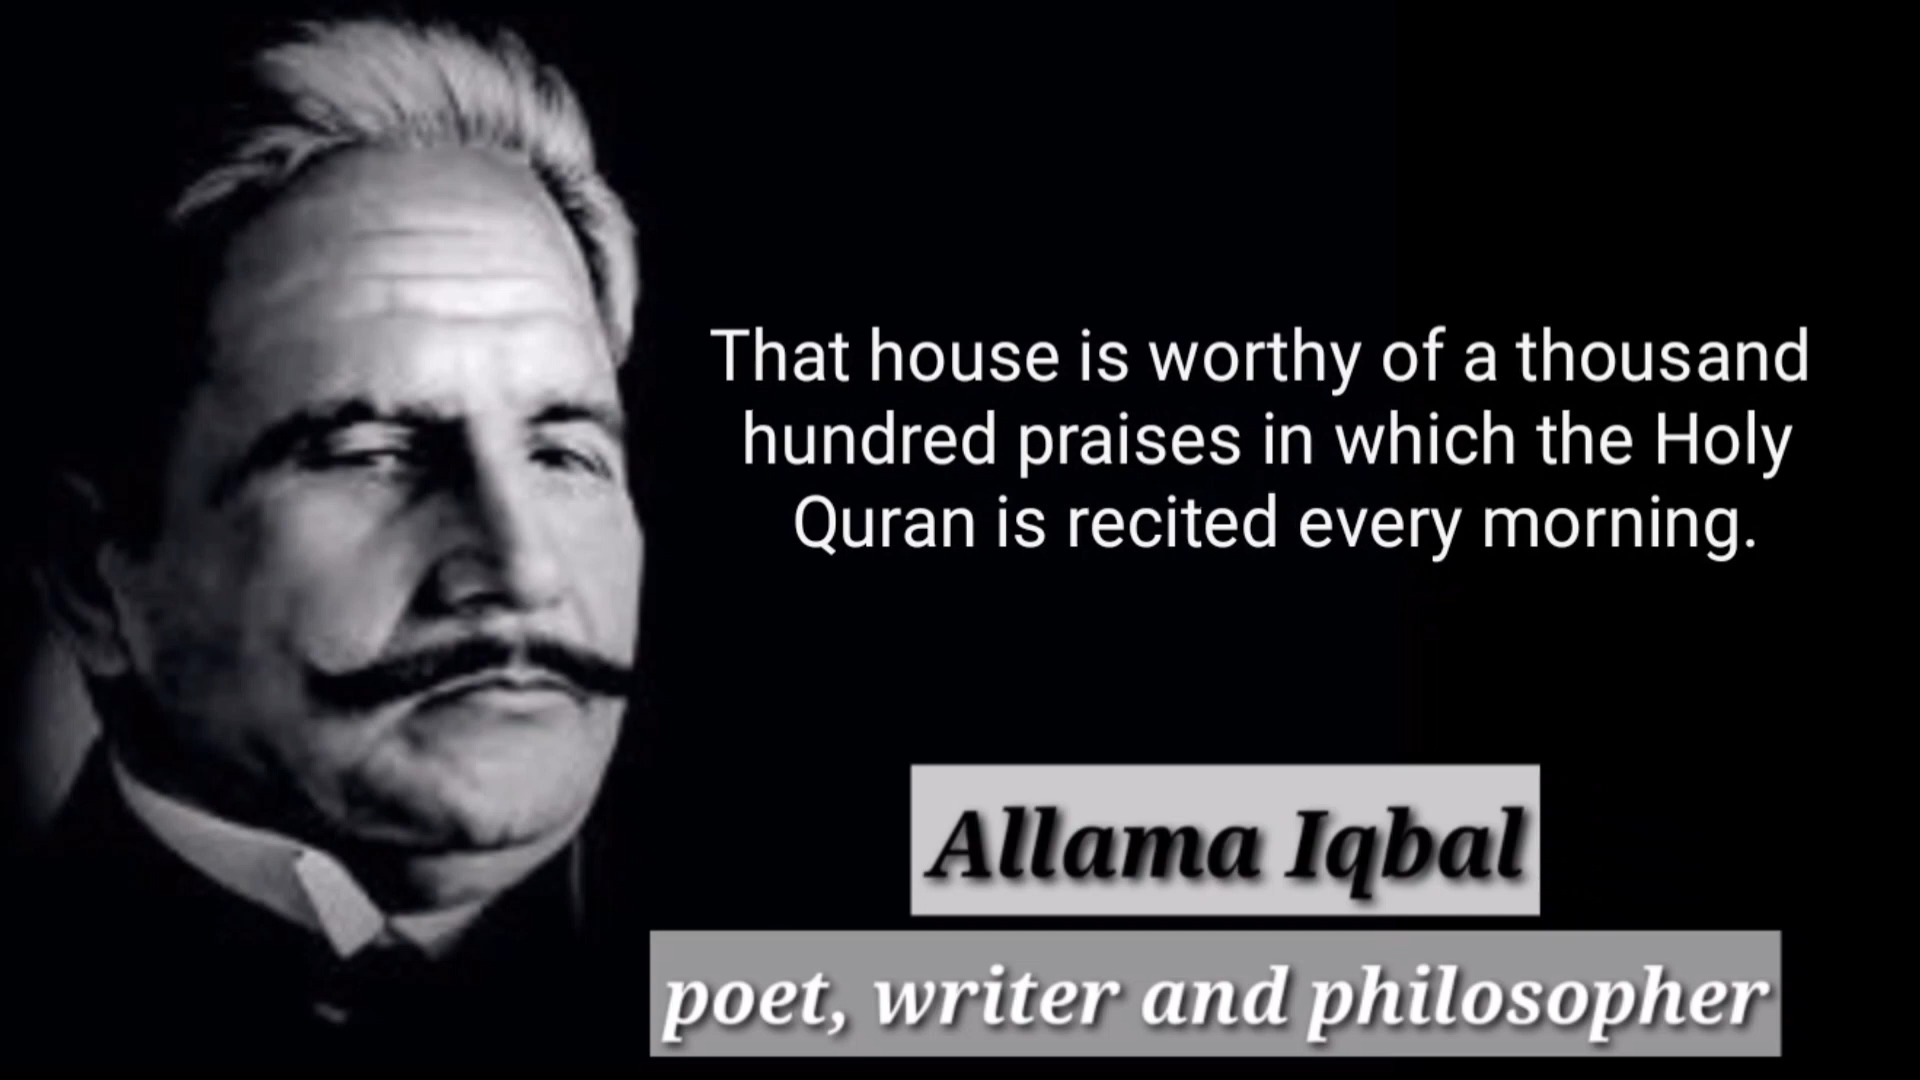 That house is worthy of a thousand
hundred praises in which the Holy
Quran is recited every morning.
Allama Iqbal
poet, writer and philosopher